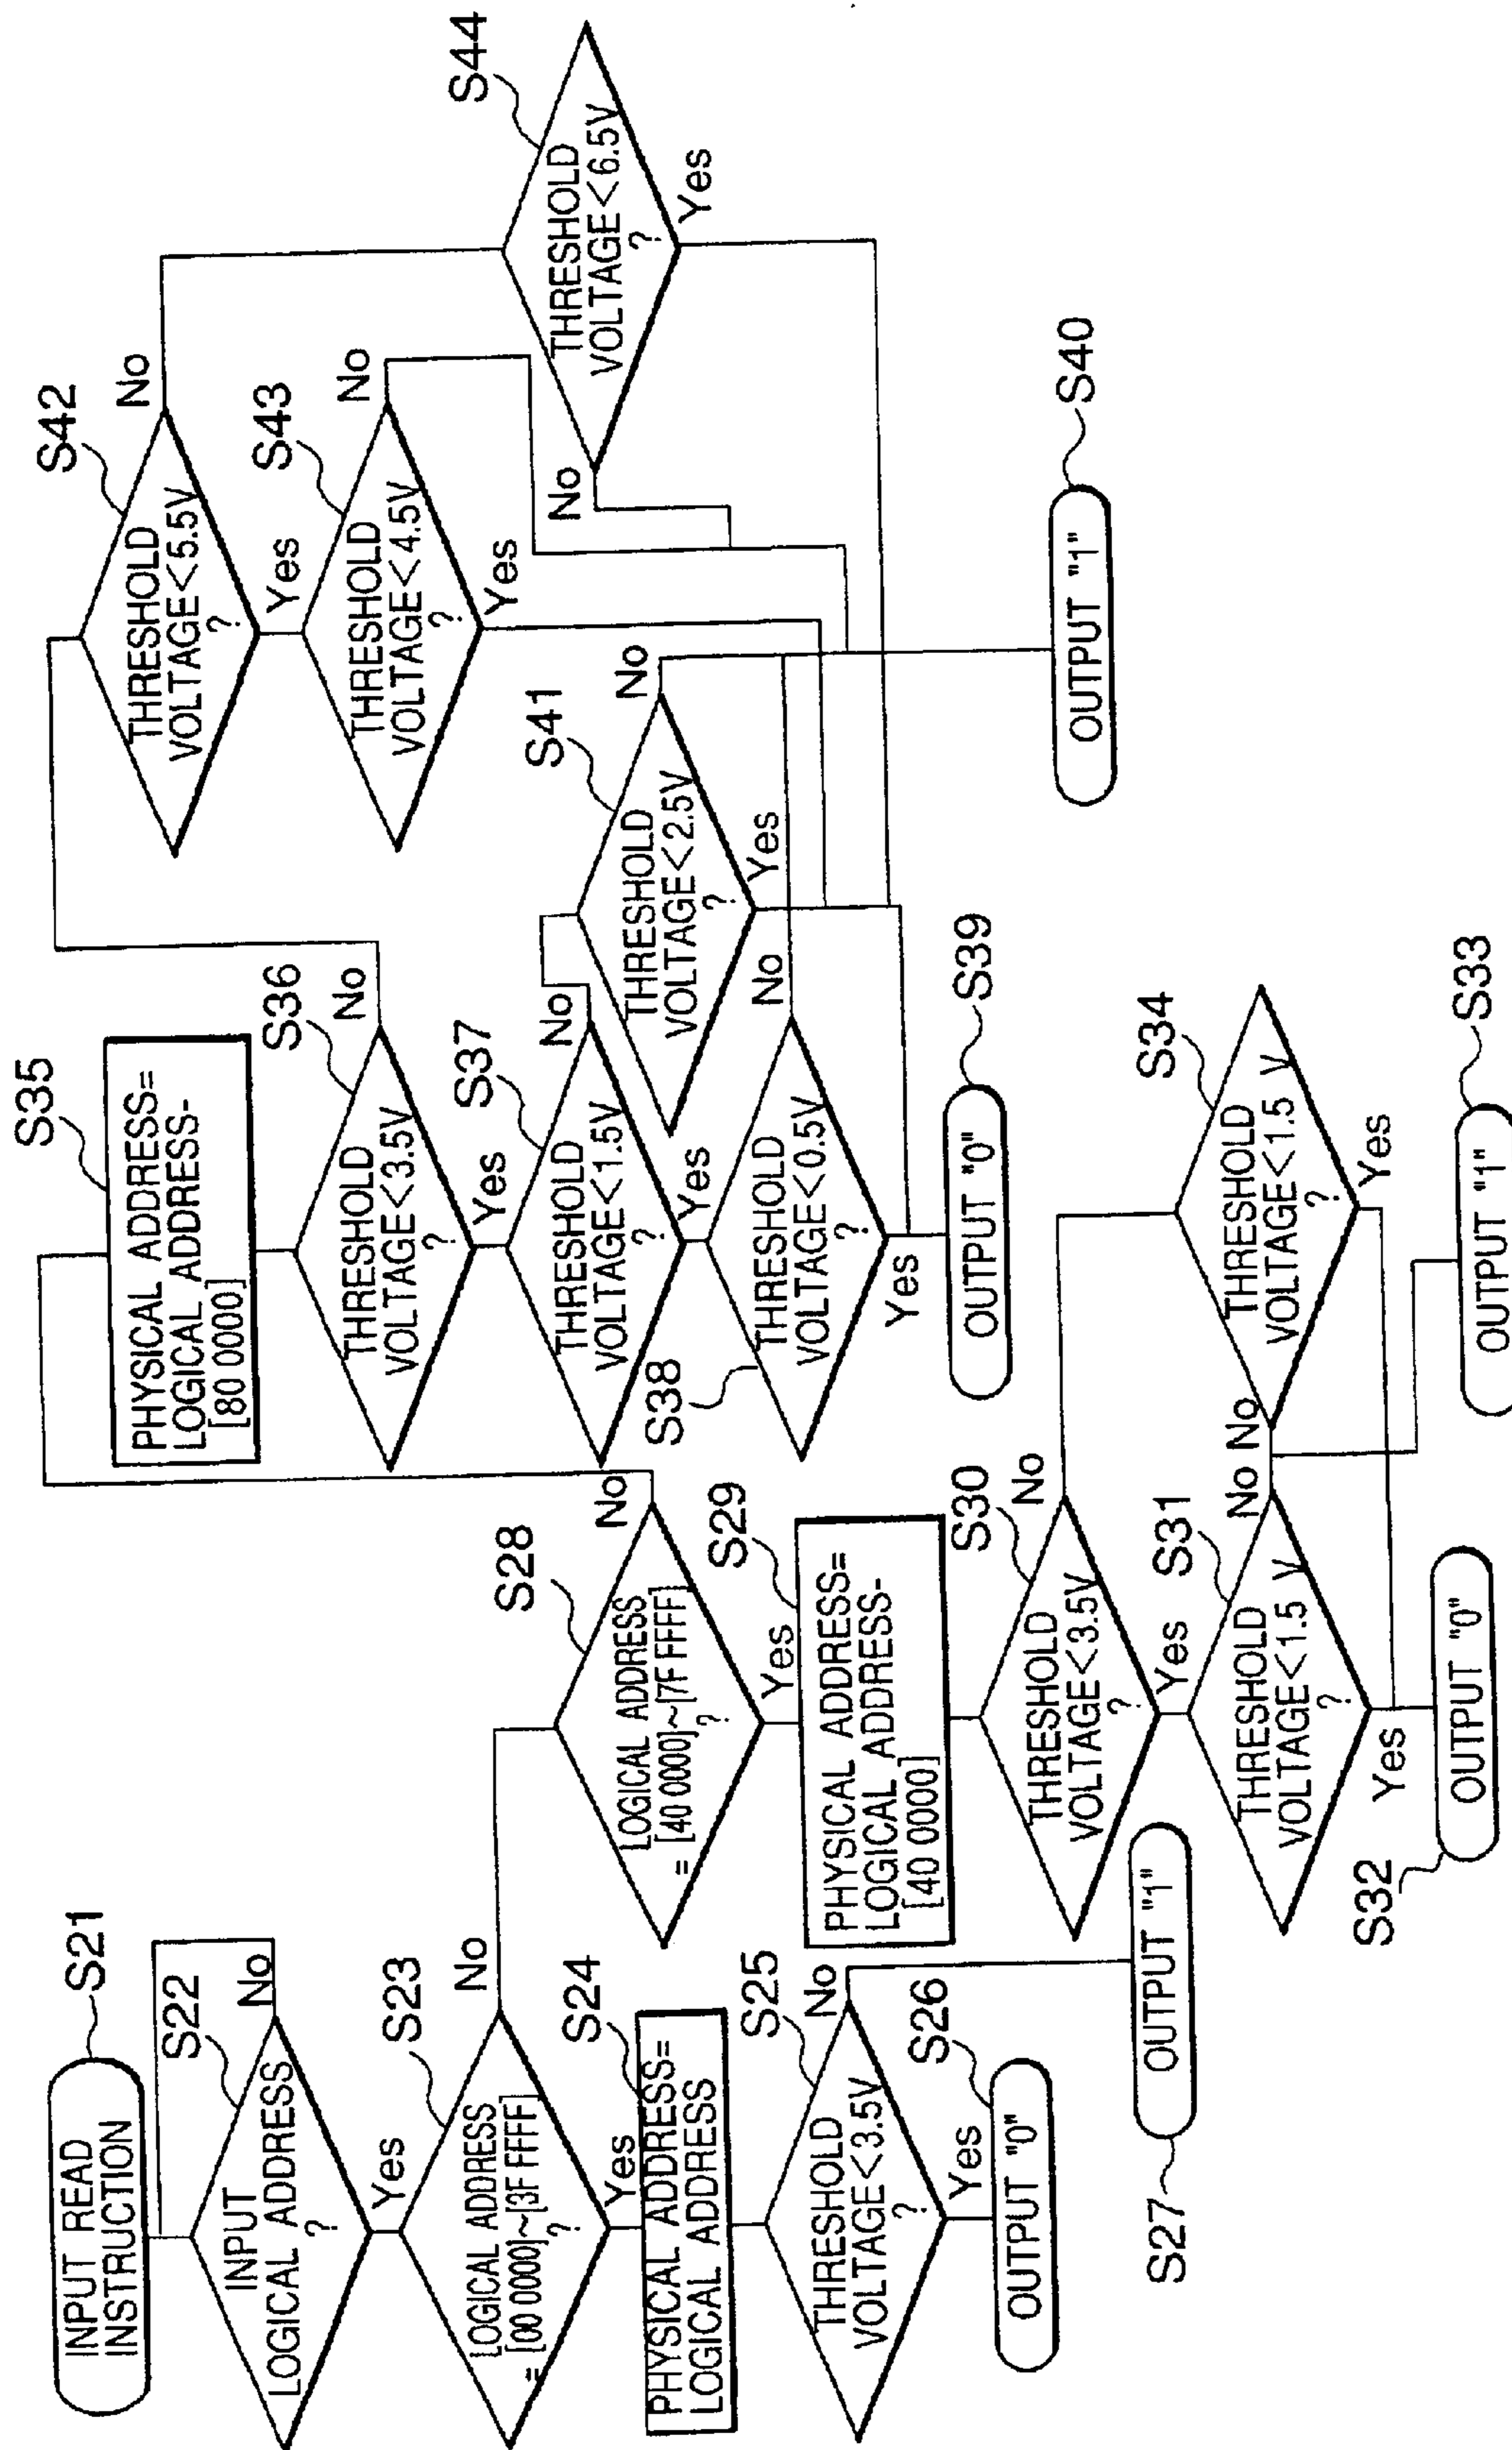 INPUT READ
INSTRUCTION
S21
INPUT
LOGICAL ADDRESS
?
S22
No
Yes
LOGICAL ADDRESS
= [00 0000]~[3F FFFF]
?
S23
No
Yes
PHYSICAL ADDRESS=
LOGICAL ADDRESS
S24
THRESHOLD
VOLTAGE<3.5V
?
S25
No
Yes
OUTPUT "0"
S26
OUTPUT "1"
S27
LOGICAL ADDRESS
= [40 0000]~[7F FFFF]
?
S28
No
Yes
PHYSICAL ADDRESS=
LOGICAL ADDRESS-
[40 0000]
S29
THRESHOLD
VOLTAGE<3.5V
?
S30
No
Yes
THRESHOLD
VOLTAGE<1.5 V
?
S31
No
Yes
OUTPUT "0"
S32
OUTPUT "1"
S33
THRESHOLD
VOLTAGE<1.5 V
?
S34
No
Yes
PHYSICAL ADDRESS=
LOGICAL ADDRESS-
[80 0000]
S35
THRESHOLD
VOLTAGE<3.5V
?
S36
No
Yes
THRESHOLD
VOLTAGE<1.5V
?
S37
No
Yes
THRESHOLD
VOLTAGE<0.5V
?
S38
No
Yes
OUTPUT "0"
S39
OUTPUT "1"
S40
THRESHOLD
VOLTAGE<2.5V
?
S41
No
Yes
THRESHOLD
VOLTAGE<5.5V
?
S42
No
Yes
THRESHOLD
VOLTAGE<4.5V
?
S43
No
Yes
THRESHOLD
VOLTAGE<6.5V
?
S44
No
Yes